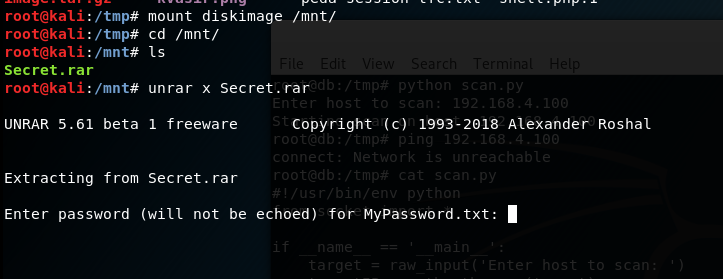 image.tar.gz kvasir.png peda-session-tfc.txt shell.php.1
root@kali:/tmp# mount diskimage /mnt/
root@kali:/tmp# cd /mnt/
root@kali:/mnt# ls
Secret.rar
root@kali:/mnt# unrar x Secret.rar
UNRAR 5.61 beta 1 freeware Copyright (c) 1993-2018 Alexander Roshal
Extracting from Secret.rar
Enter password (will not be echoed) for MyPassword.txt:
File Edit View Search Terminal Help
root@db:/tmp# python scan.py
Enter host to scan: 192.168.4.100
192.168.4.100
root@db:/tmp# ping 192.168.4.100
connect: Network is unreachable
root@db:/tmp# cat scan.py
#!/usr/bin/env python
if __name__ == '__main__':
target = raw_input('Enter host to scan: ')